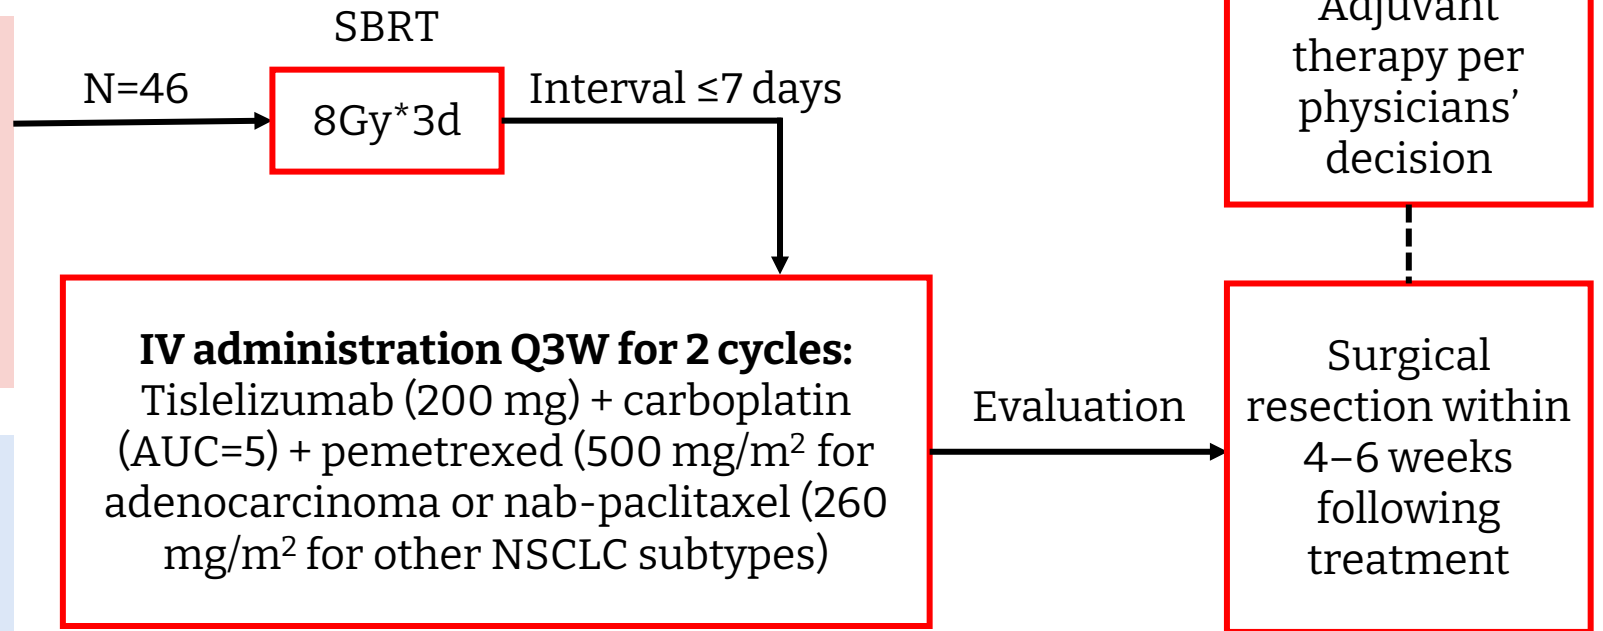 SBRT
N=46
8Gy*3d
Interval ≤7 days
IV administration Q3W for 2 cycles:
Tislelizumab (200 mg) + carboplatin
(AUC=5) + pemetrexed (500 mg/m² for
adenocarcinoma or nab-paclitaxel (260
mg/m² for other NSCLC subtypes)
Evaluation
Surgical
resection within
4–6 weeks
following
treatment
Adjuvant
therapy per
physicians’
decision